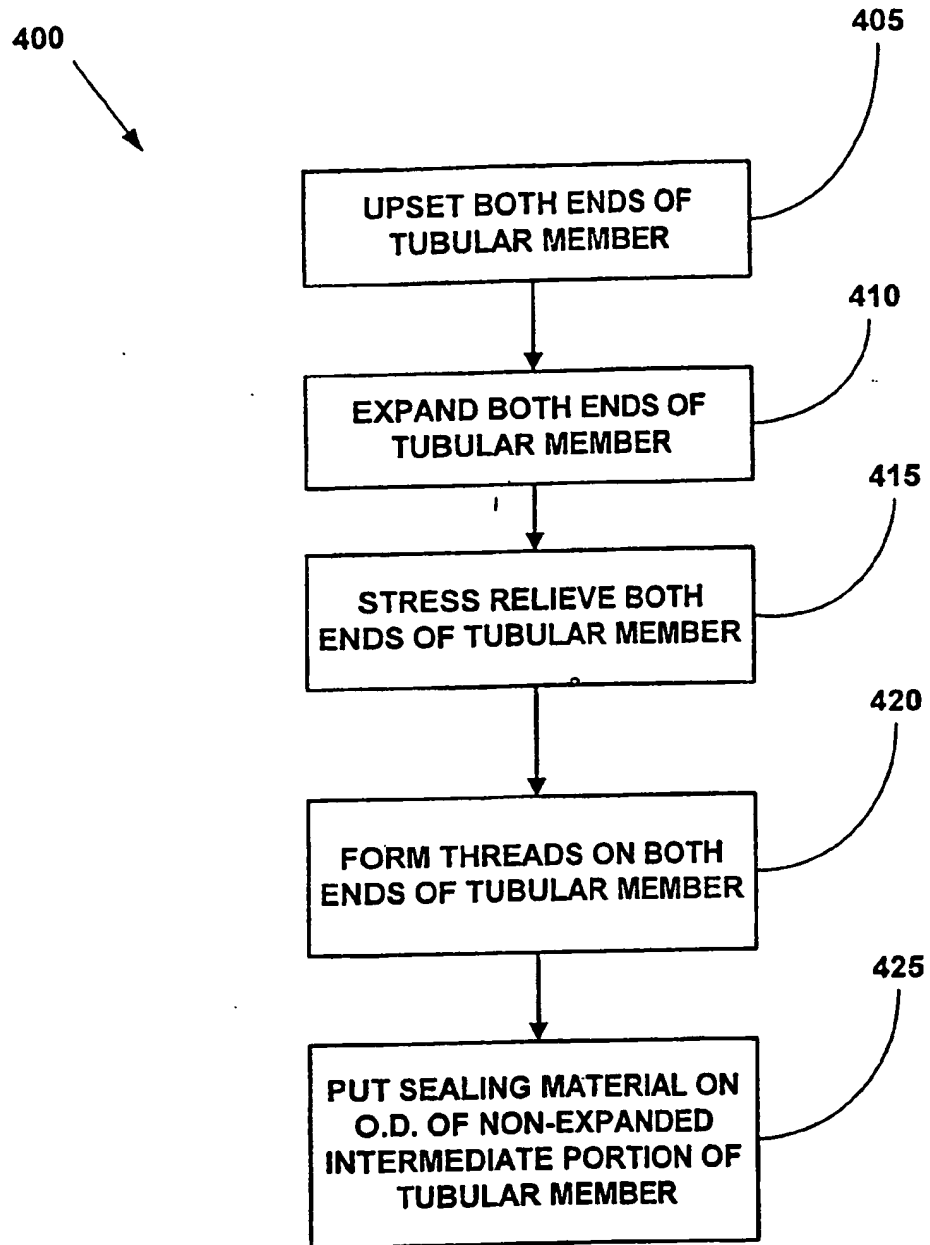 400
405
UPSET BOTH ENDS OF
TUBULAR MEMBER
410
EXPAND BOTH ENDS OF
TUBULAR MEMBER
415
STRESS RELIEVE BOTH
ENDS OF TUBULAR MEMBER
420
FORM THREADS ON BOTH
ENDS OF TUBULAR MEMBER
425
PUT SEALING MATERIAL ON
O.D. OF NON-EXPANDED
INTERMEDIATE PORTION OF
TUBULAR MEMBER